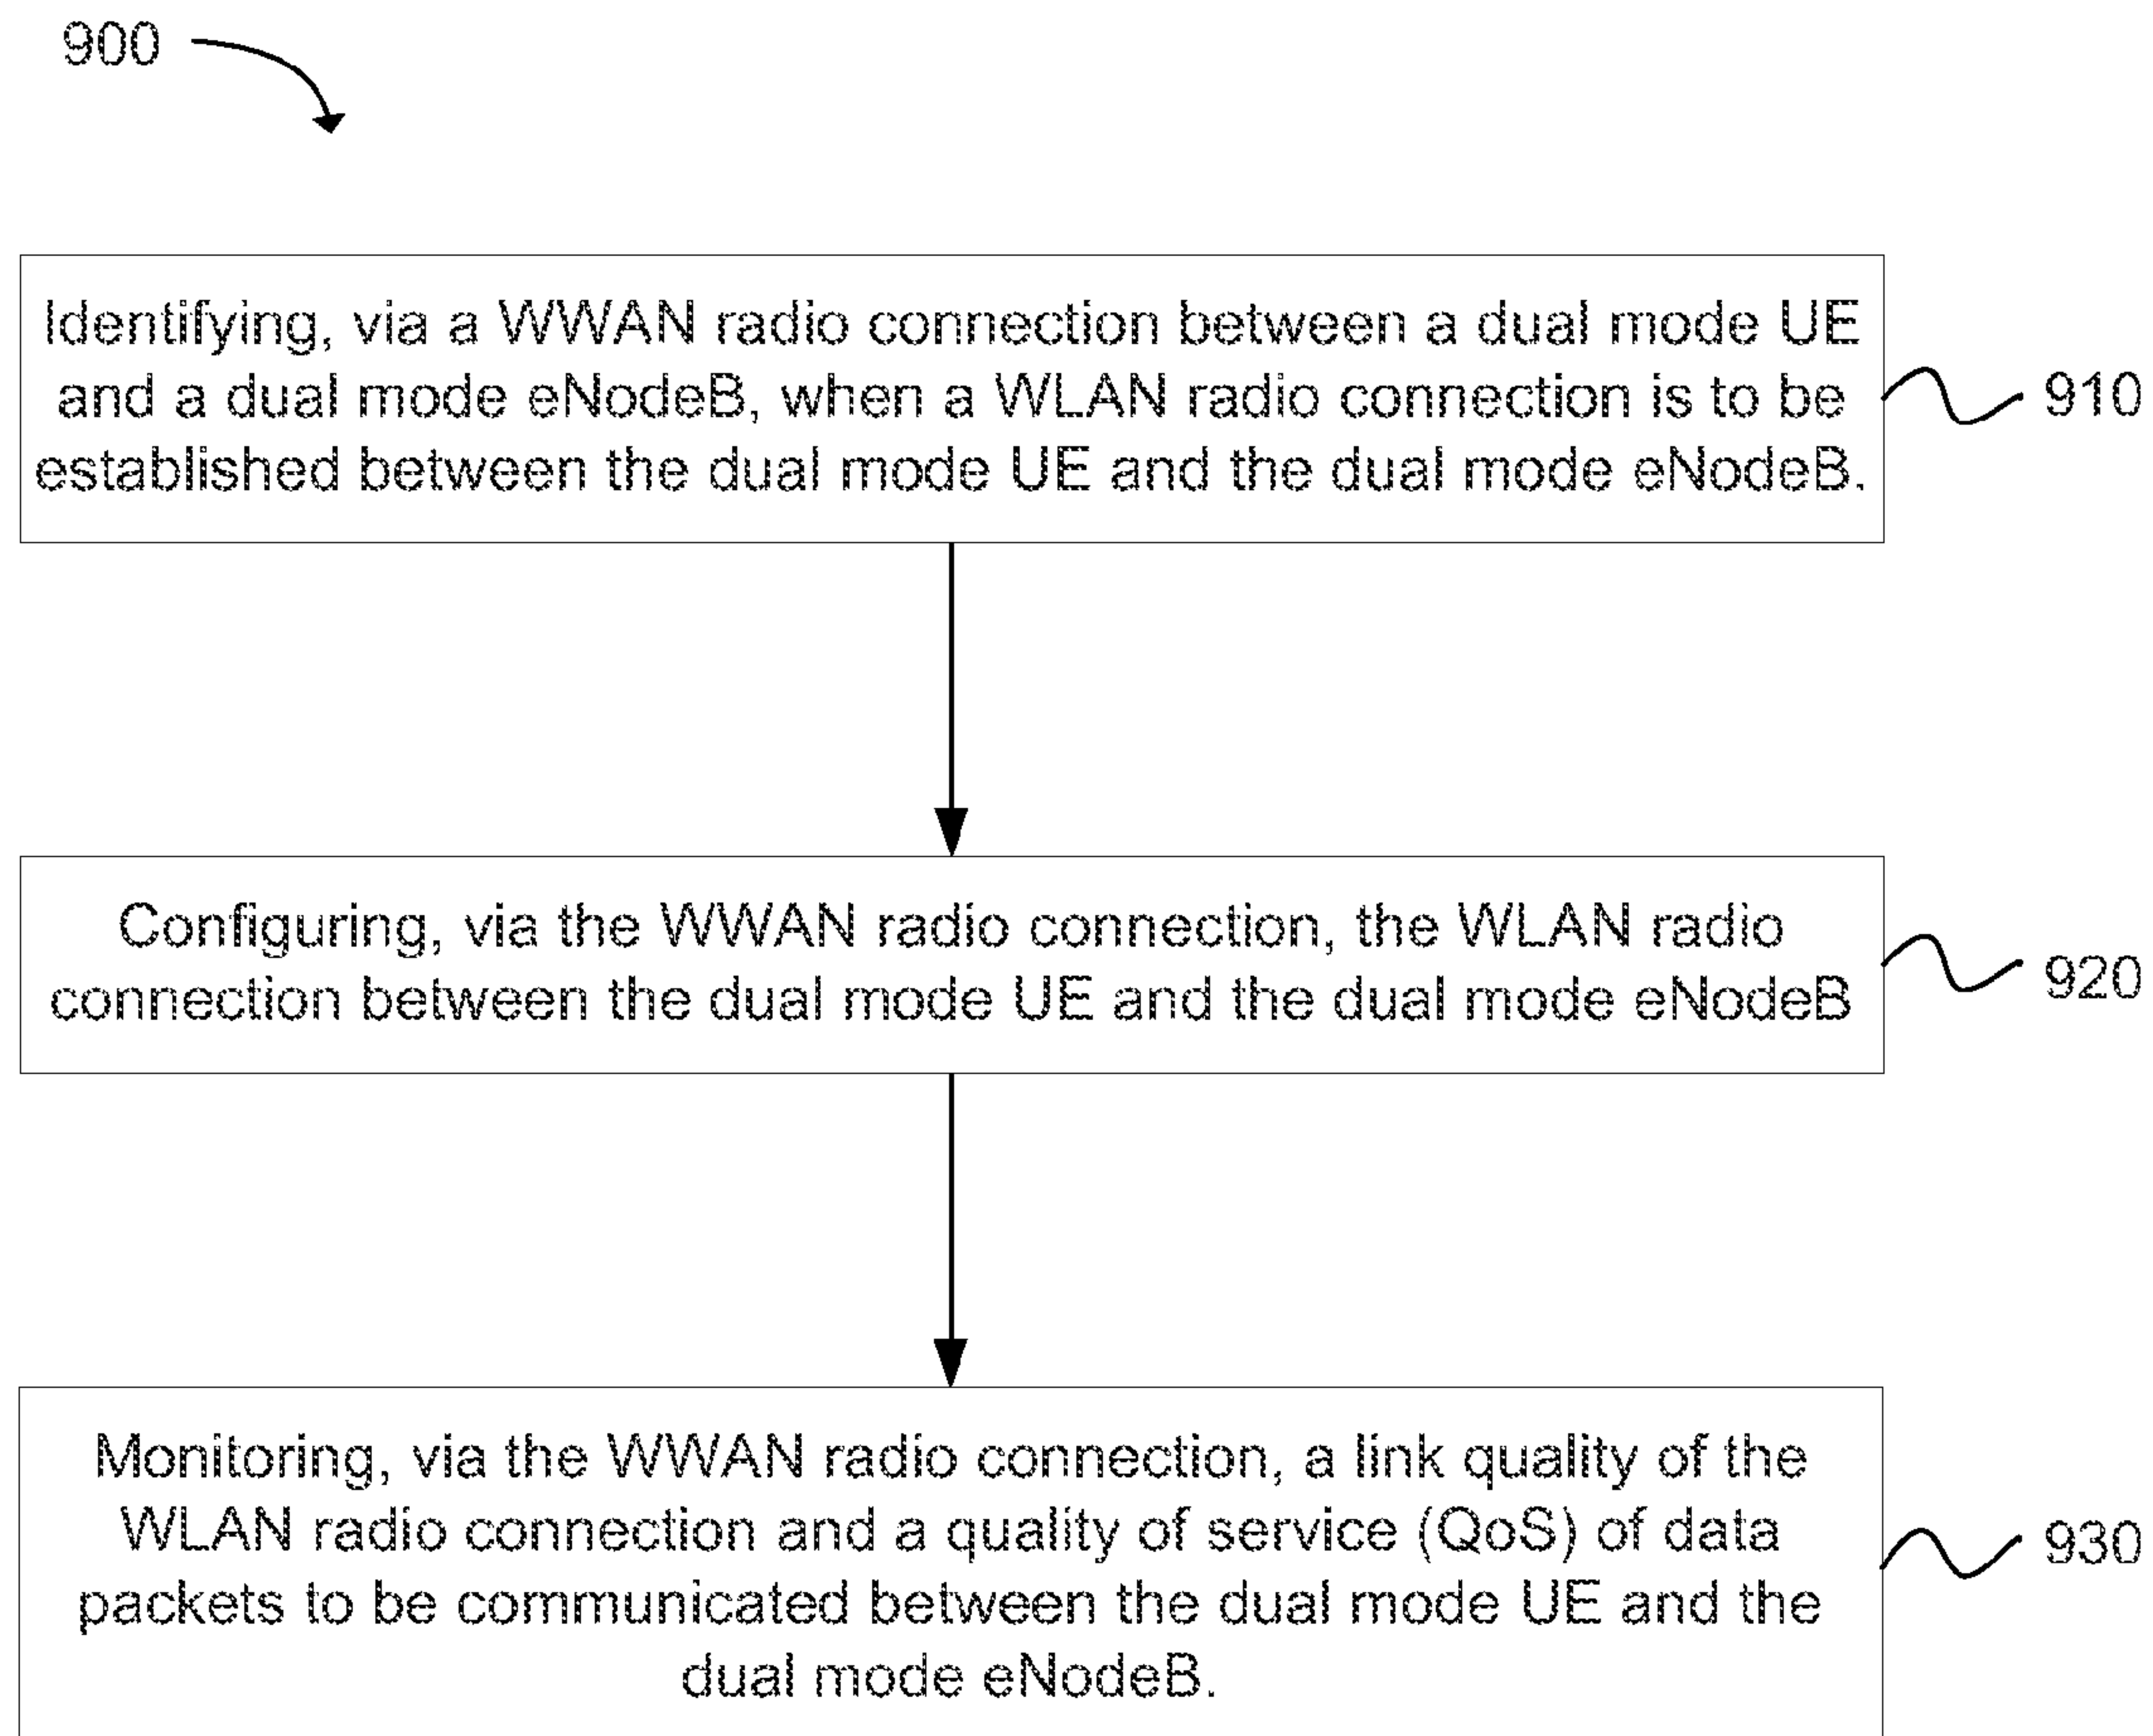 900
Identifying, via a WWAN radio connection between a dual mode UE
and a dual mode eNodeB, when a WLAN radio connection is to be
established between the dual mode UE and the dual mode eNodeB.
910
Configuring, via the WWAN radio connection, the WLAN radio
connection between the dual mode UE and the dual mode eNodeB
920
Monitoring, via the WWAN radio connection, a link quality of the
WLAN radio connection and a quality of service (QoS) of data
packets to be communicated between the dual mode UE and the
dual mode eNodeB.
930